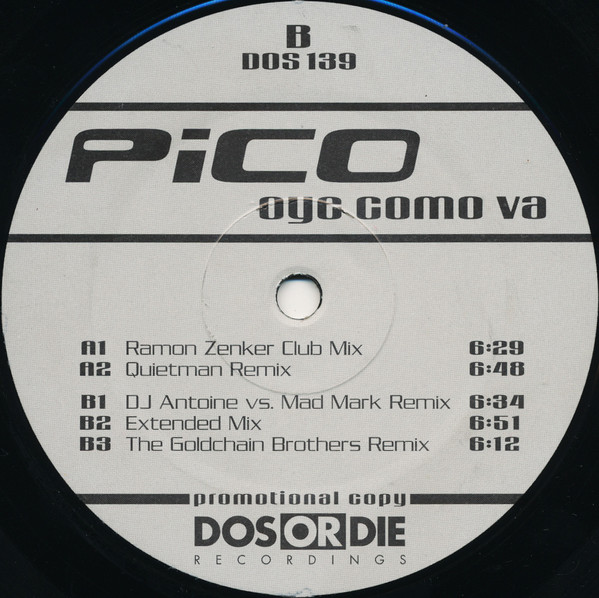 B
DOS 139
PiCO
oye como va
A1 Ramon Zenker Club Mix 6:29
A2 Quietman Remix 6:48
B1 DJ Antoine vs. Mad Mark Remix 6:34
B2 Extended Mix 6:51
B3 The Goldchain Brothers Remix 6:12
promotional copy
DOS OR DIE
RECORDINGS